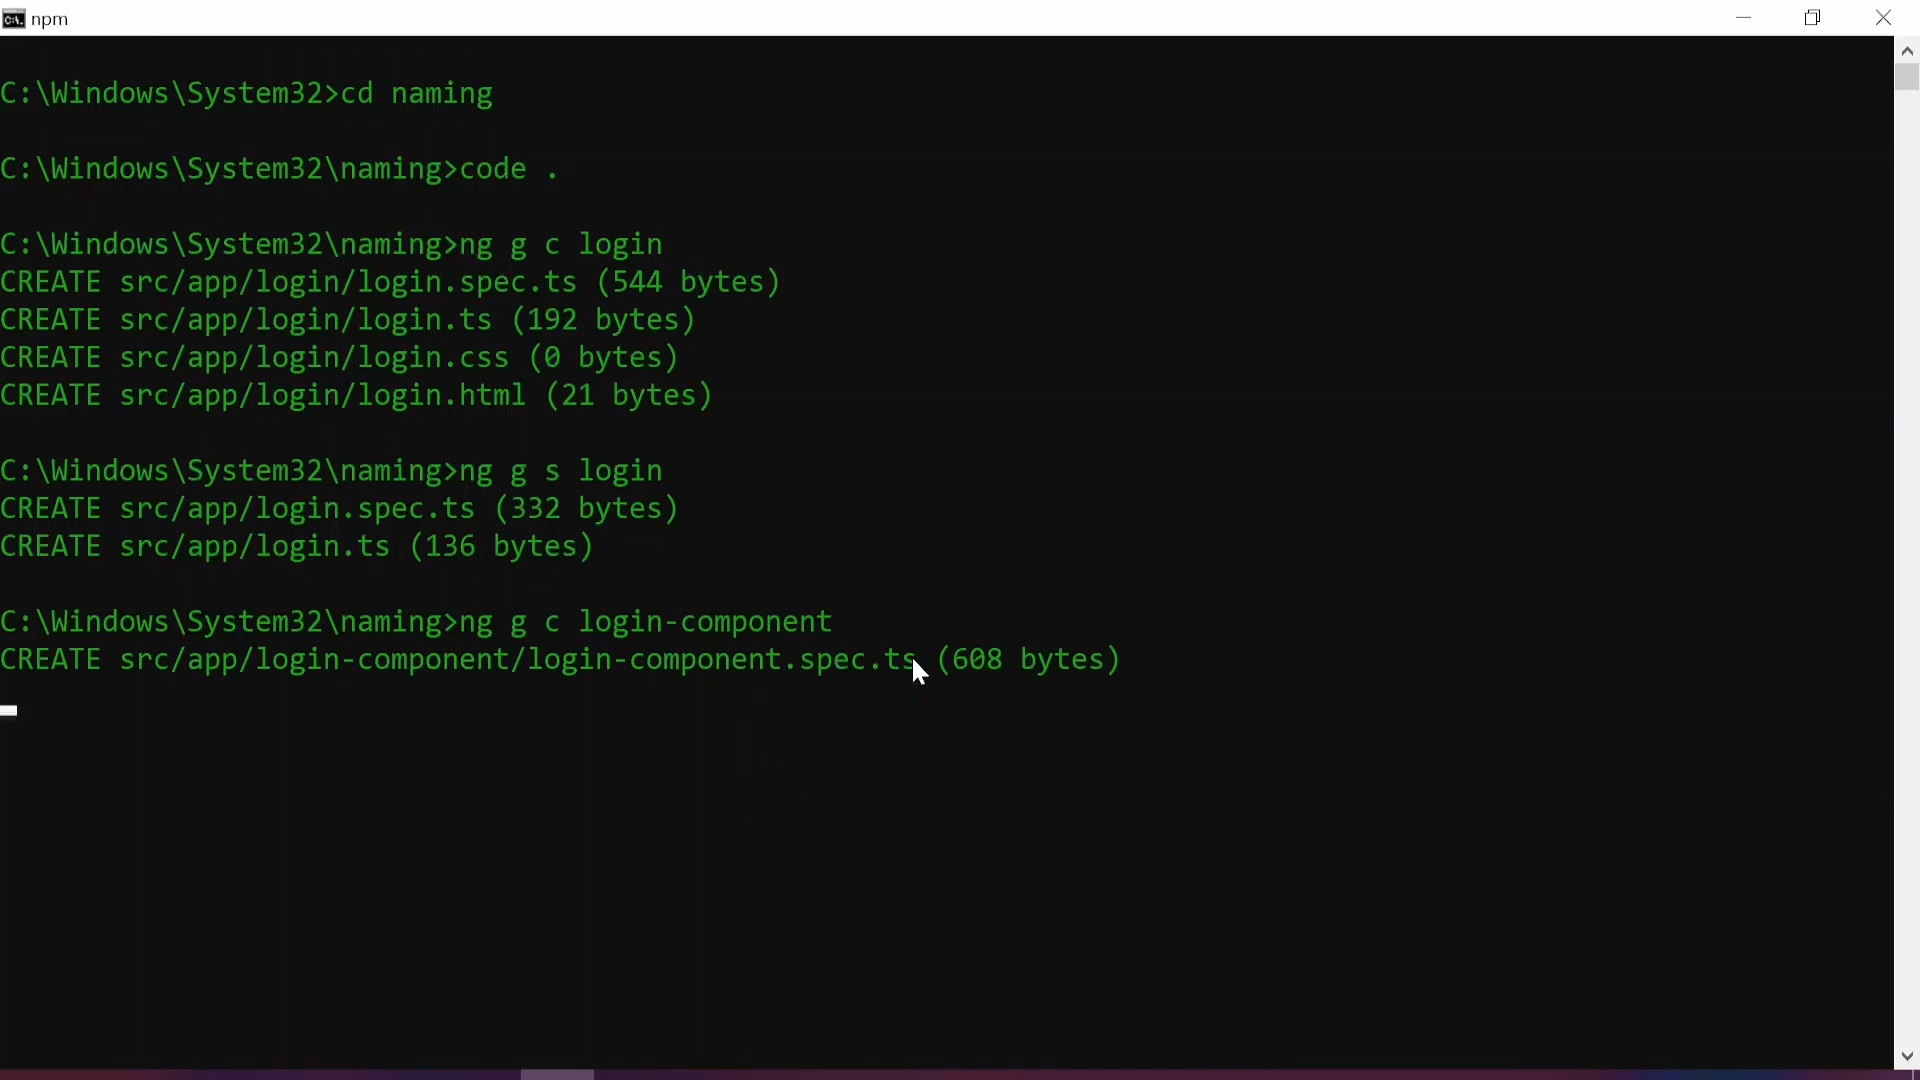 npm
C:\Windows\System32>cd naming
C:\Windows\System32\naming>code .
C:\Windows\System32\naming>ng g c login
CREATE src/app/login/login.spec.ts (544 bytes)
CREATE src/app/login/login.ts (192 bytes)
CREATE src/app/login/login.css (0 bytes)
CREATE src/app/login/login.html (21 bytes)
C:\Windows\System32\naming>ng g s login
CREATE src/app/login.spec.ts (332 bytes)
CREATE src/app/login.ts (136 bytes)
C:\Windows\System32\naming>ng g c login-component
CREATE src/app/login-component/login-component.spec.ts (608 bytes)